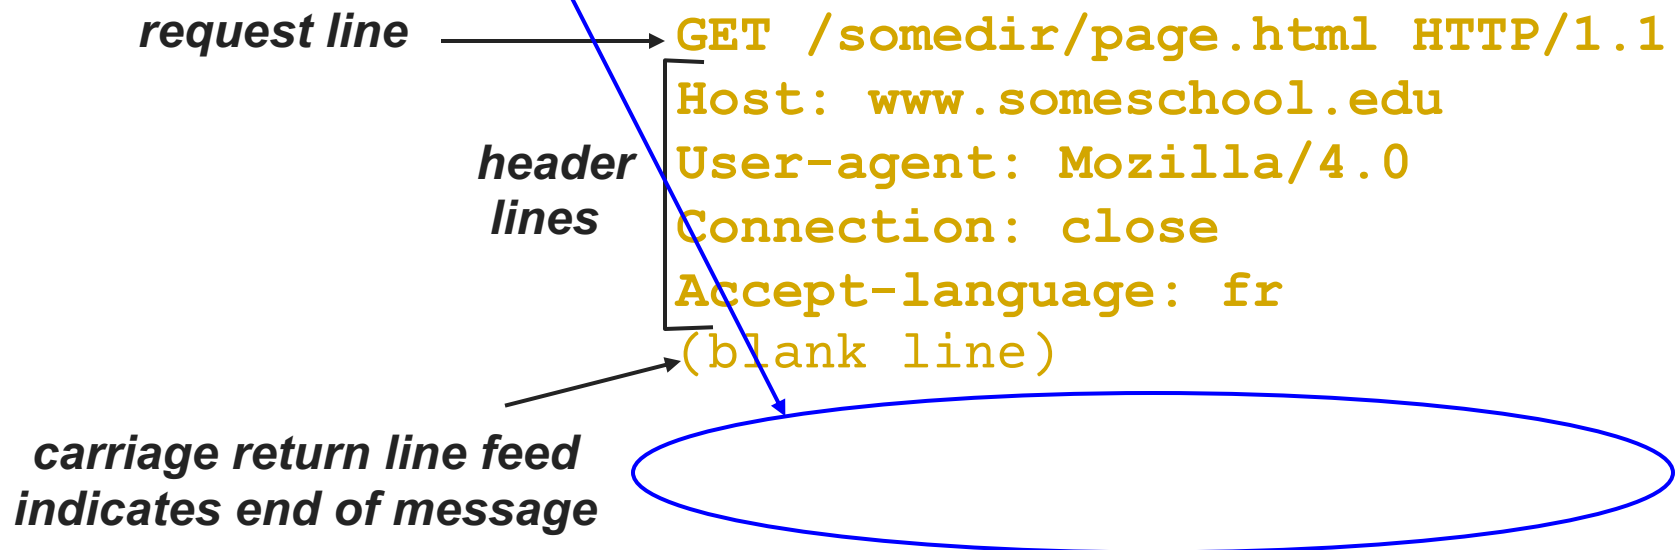 request line
GET /somedir/page.html HTTP/1.1
Host: www.someschool.edu
header
lines
User-agent: Mozilla/4.0
Connection: close
Accept-language: fr
(blank line)
carriage return line feed
indicates end of message